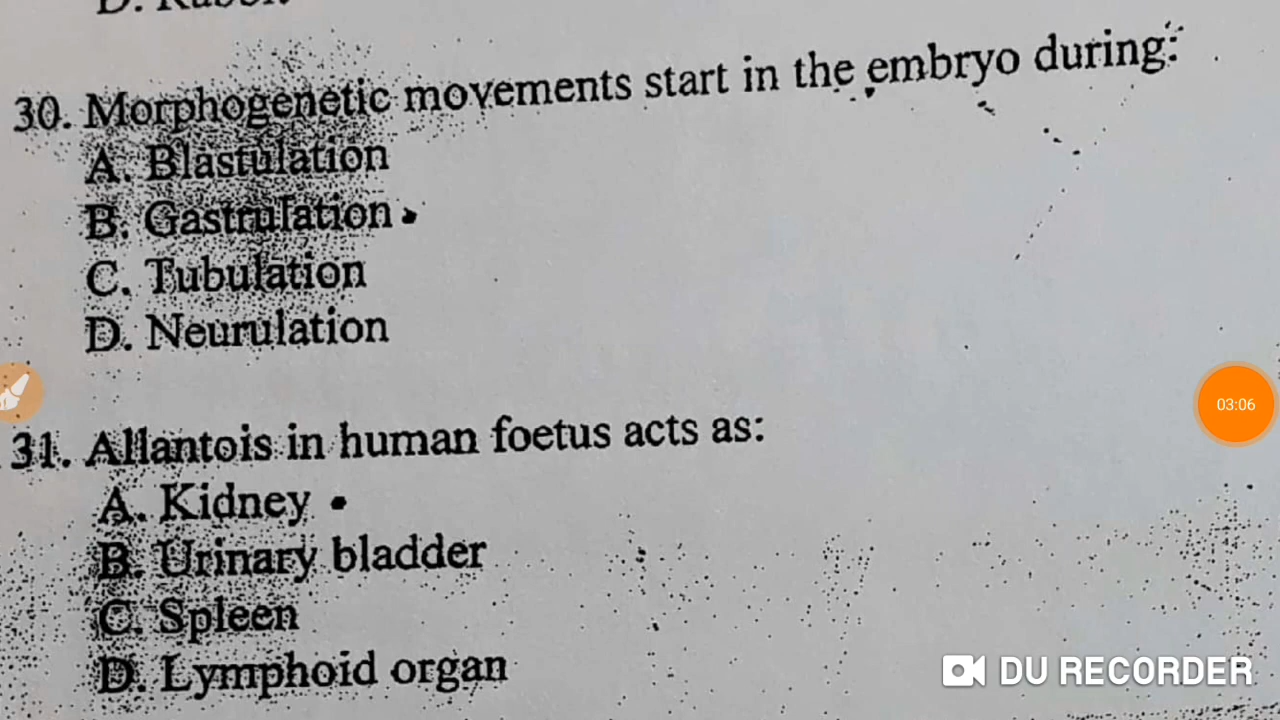 D. Rabbit
30. Morphogenetic movements start in the embryo during:
A. Blastulation
B. Gastrulation
C. Tubulation
D. Neurulation
03:06
31. Allantois in human foetus acts as:
A. Kidney
B. Urinary bladder
C. Spleen
D. Lymphoid organ
DU RECORDER